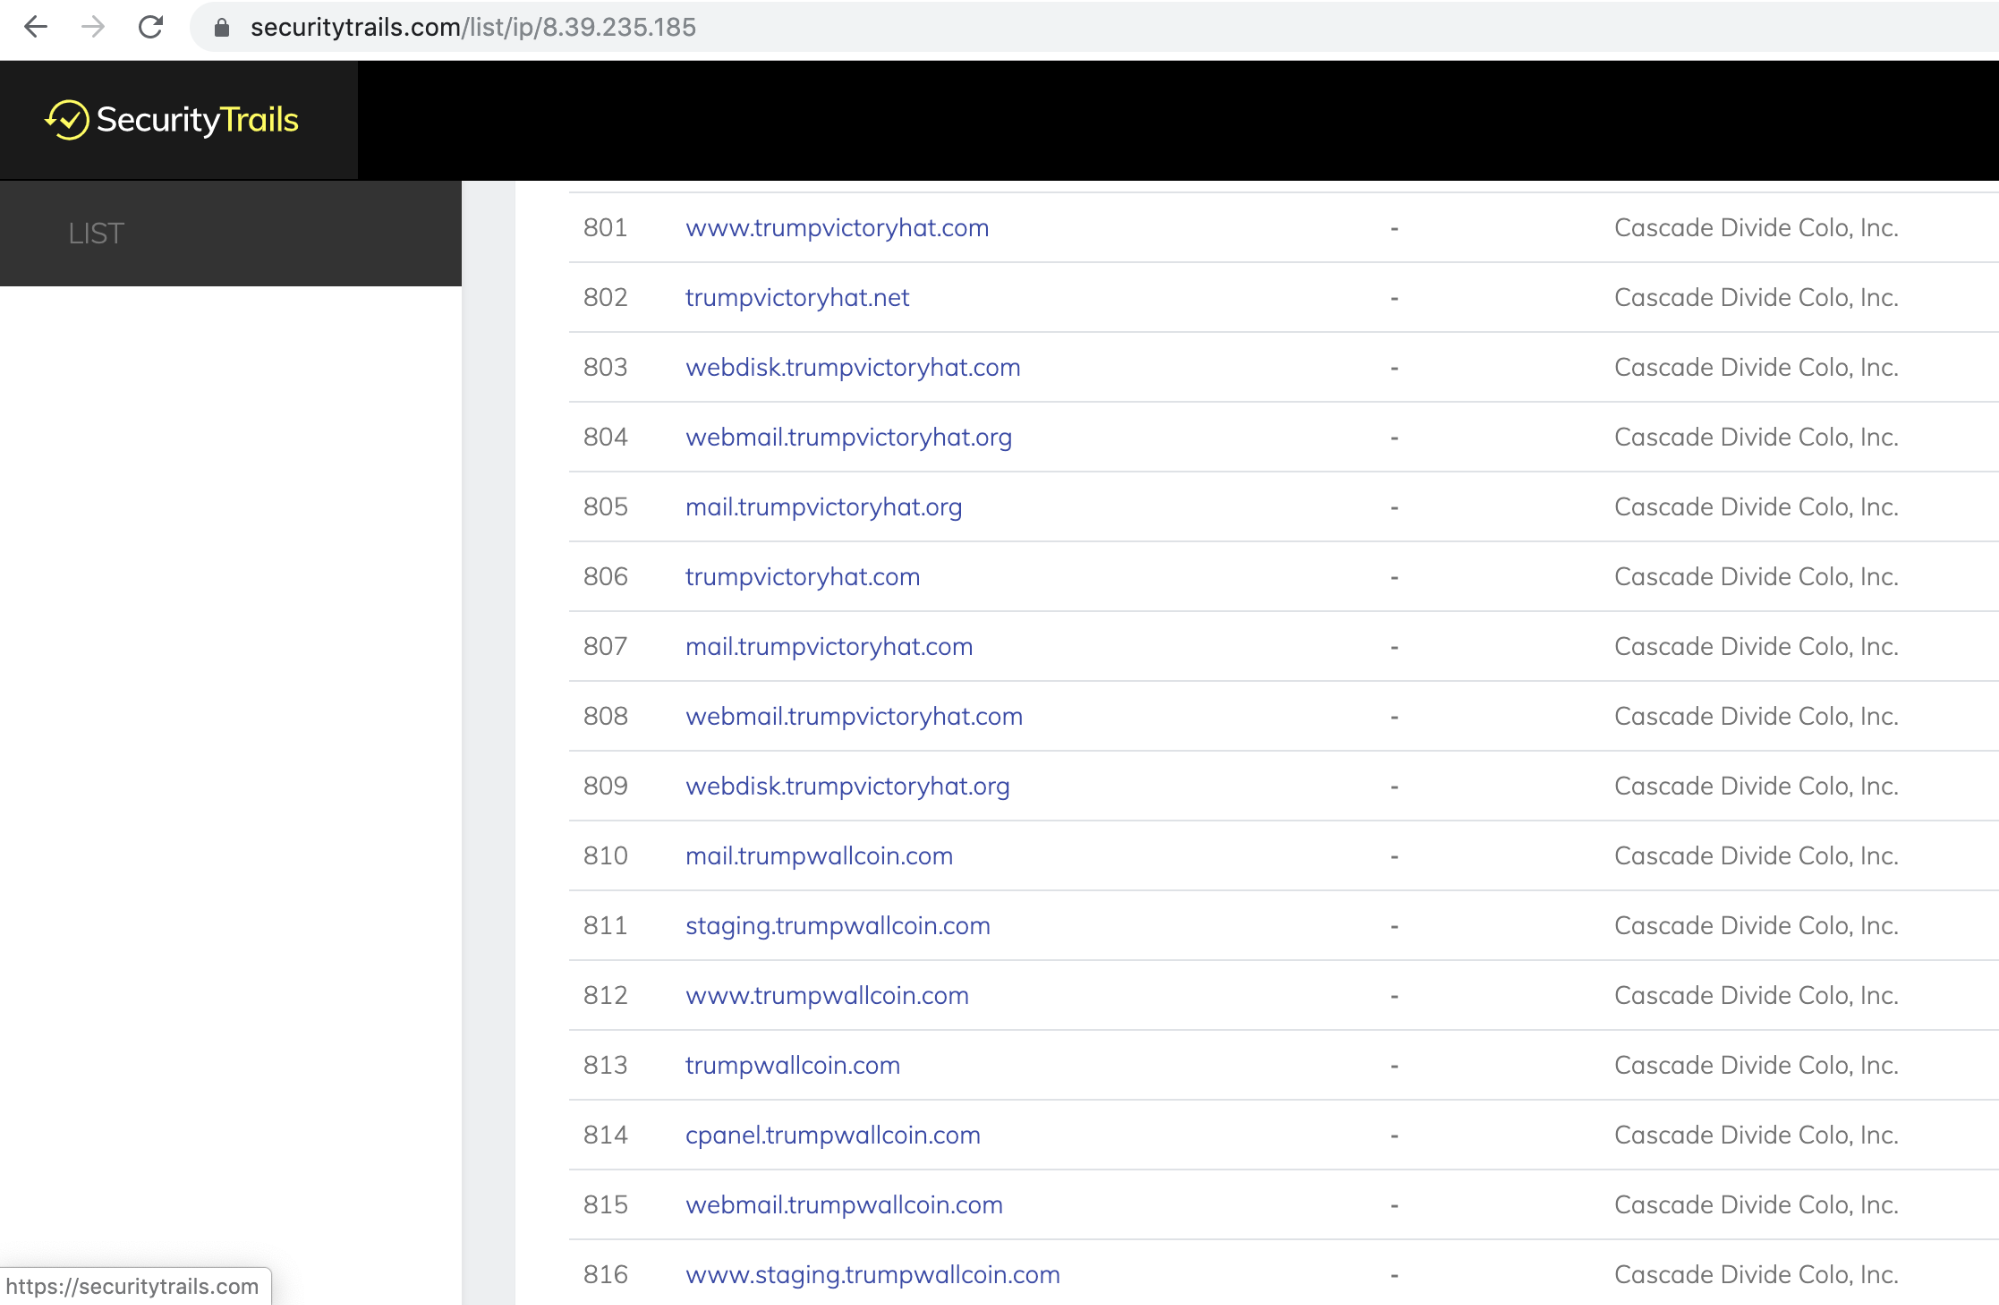 securitytrails.com/list/ip/8.39.235.185
SecurityTrails
LIST
801 www.trumpvictoryhat.com - Cascade Divide Colo, Inc.
802 trumpvictoryhat.net - Cascade Divide Colo, Inc.
803 webdisk.trumpvictoryhat.com - Cascade Divide Colo, Inc.
804 webmail.trumpvictoryhat.org - Cascade Divide Colo, Inc.
805 mail.trumpvictoryhat.org - Cascade Divide Colo, Inc.
806 trumpvictoryhat.com - Cascade Divide Colo, Inc.
807 mail.trumpvictoryhat.com - Cascade Divide Colo, Inc.
808 webmail.trumpvictoryhat.com - Cascade Divide Colo, Inc.
809 webdisk.trumpvictoryhat.org - Cascade Divide Colo, Inc.
810 mail.trumpwallcoin.com - Cascade Divide Colo, Inc.
811 staging.trumpwallcoin.com - Cascade Divide Colo, Inc.
812 www.trumpwallcoin.com - Cascade Divide Colo, Inc.
813 trumpwallcoin.com - Cascade Divide Colo, Inc.
814 cpanel.trumpwallcoin.com - Cascade Divide Colo, Inc.
815 webmail.trumpwallcoin.com - Cascade Divide Colo, Inc.
816 www.staging.trumpwallcoin.com - Cascade Divide Colo, Inc.
https://securitytrails.com